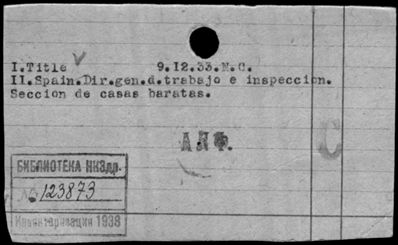 I.Title V 9.12.33.M.C.
II.Spain.Dir.gen.d.trabajo e inspeccion.
Seccion de casas baratas.
АЛФ.
С
БИБЛИОТЕКА НКЗдр.
№ 123873
Инвентаризация 1938